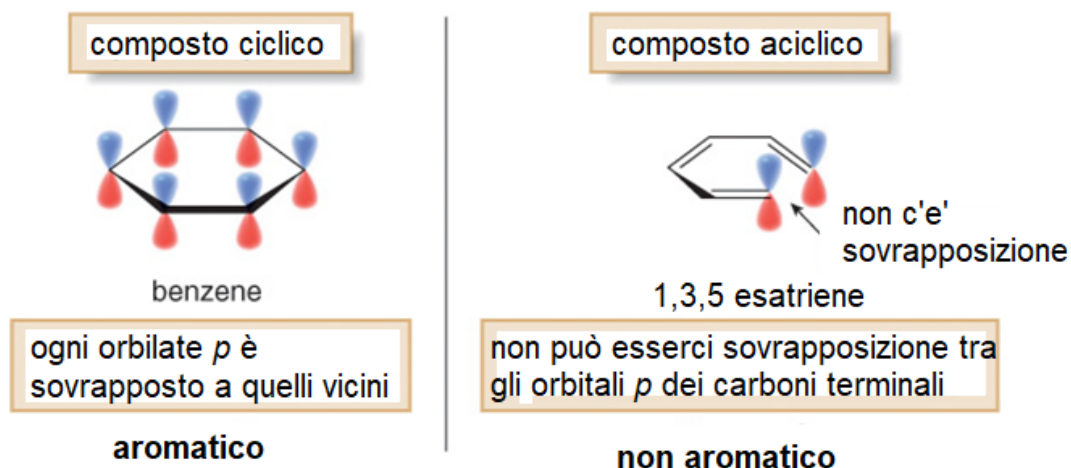 composto ciclico
benzene
ogni orbilate p è
sovrapposto a quelli vicini
aromatico
composto aciclico
non c'e'
sovrapposizione
1,3,5 esatriene
non può esserci sovrapposizione tra
gli orbitali p dei carboni terminali
non aromatico